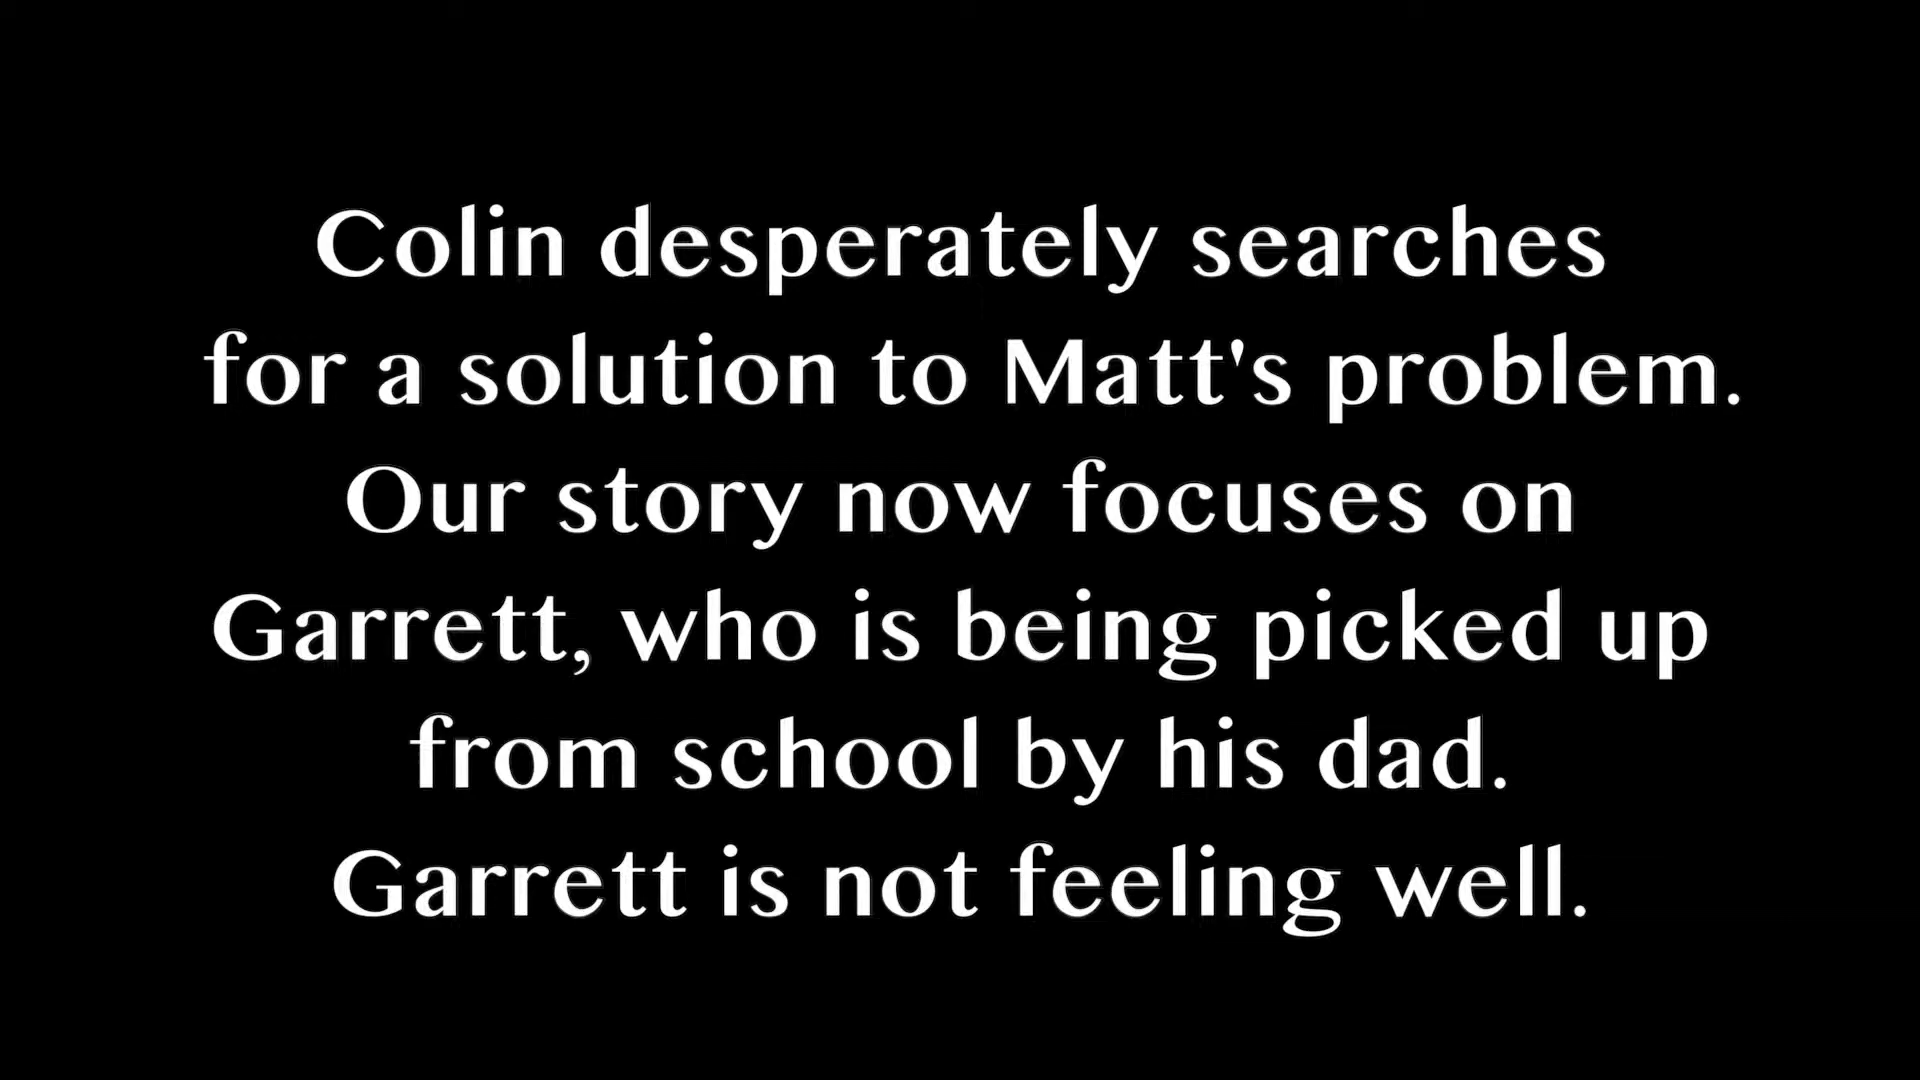 Colin desperately searches
for a solution to Matt's problem.
Our story now focuses on
Garrett, who is being picked up
from school by his dad.
Garrett is not feeling well.